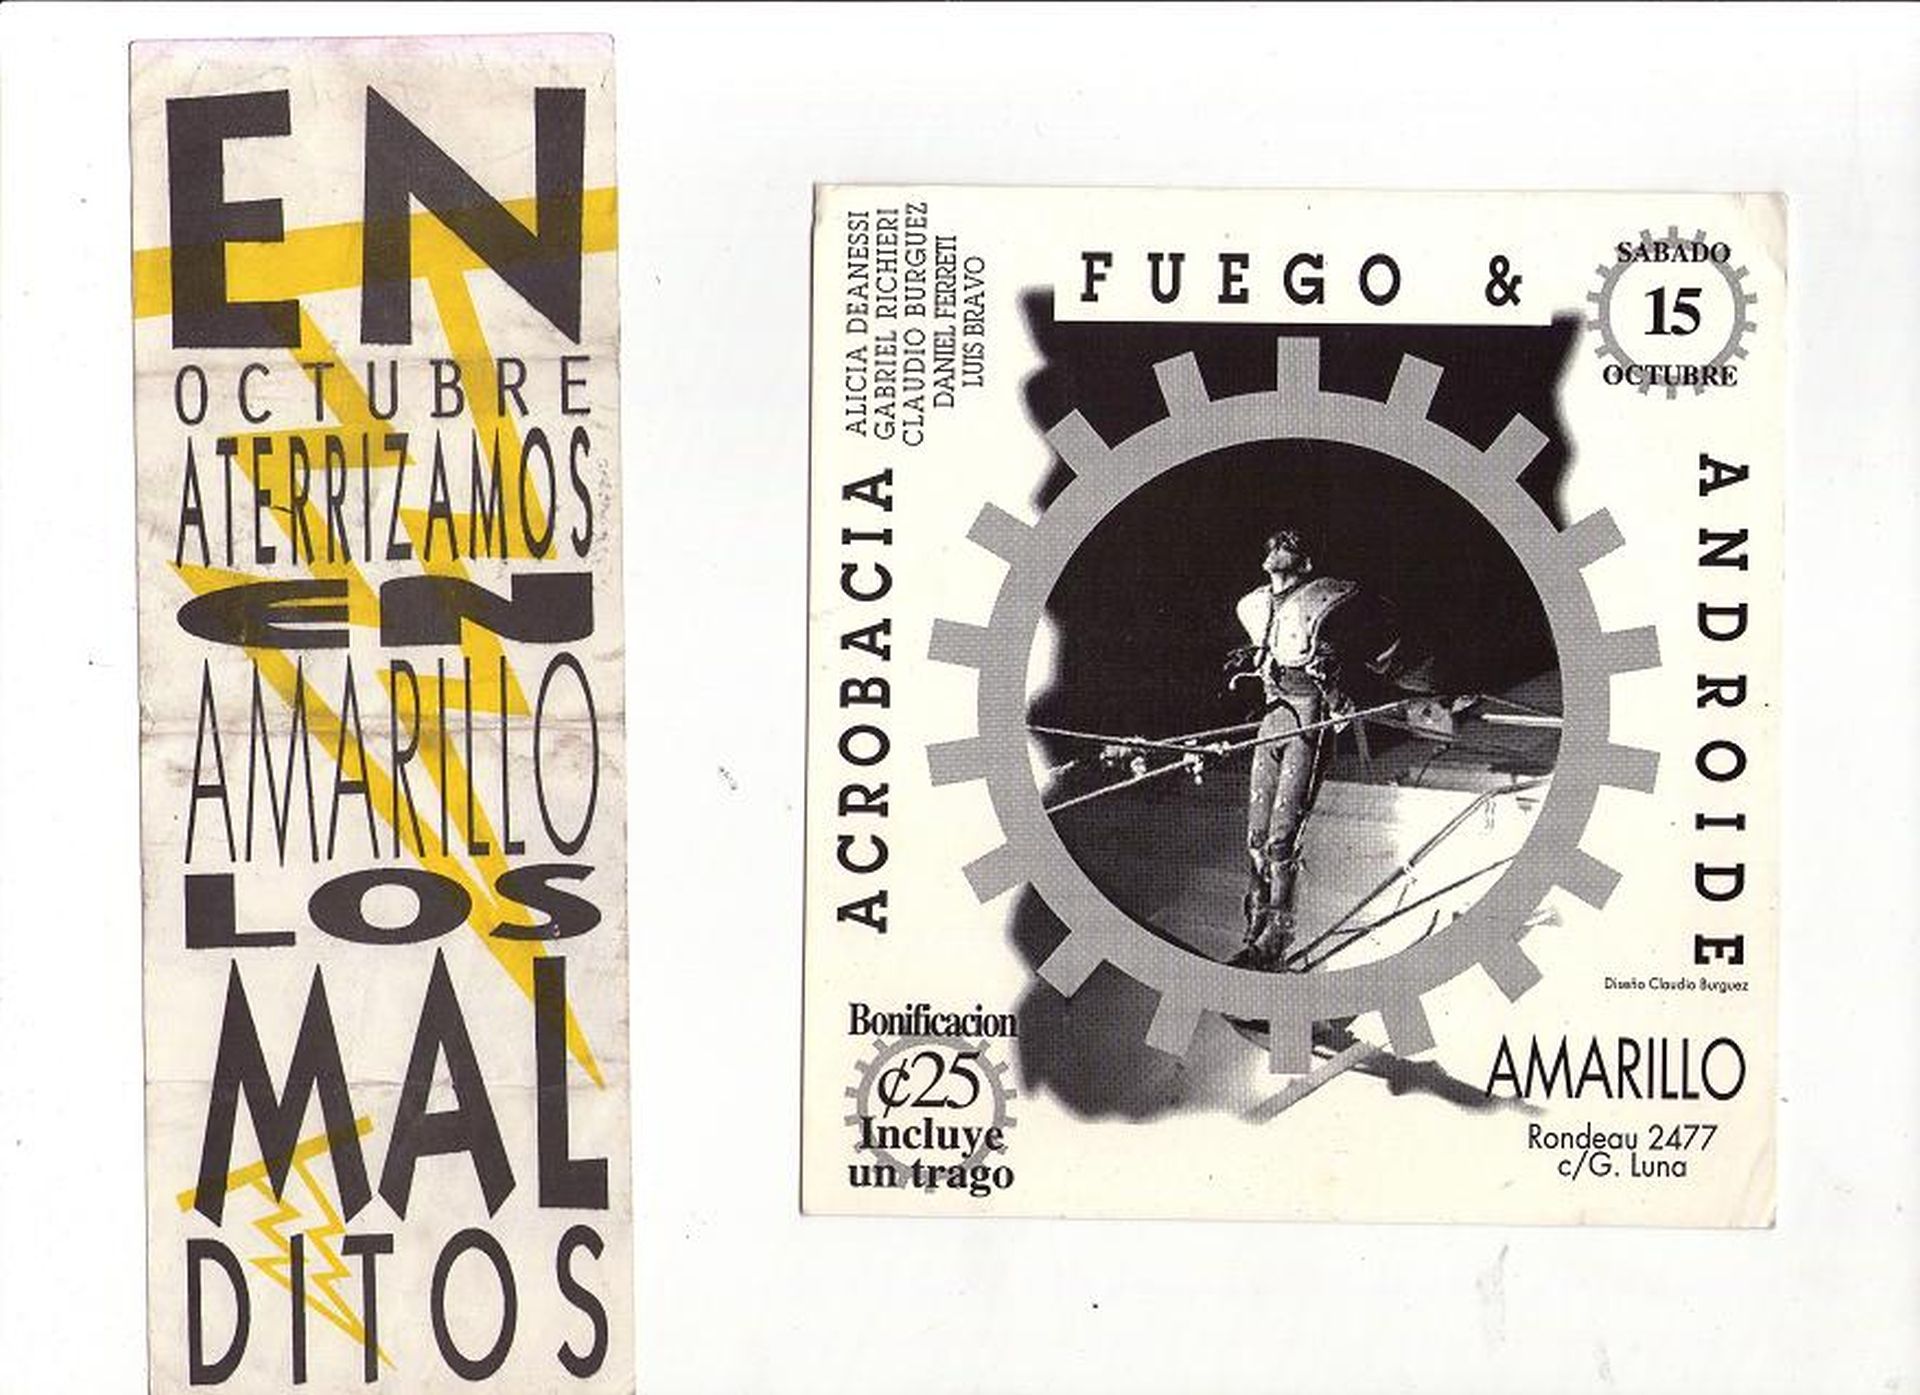 EN
OCTUBRE
ATERRIZAMOS
EN
AMARILLO
LOS
MAL
DITOS
ALICIA DEANESSI
GABRIEL RICHIERI
CLAUDIO BURGUEZ
DANIEL FERRETI
LUIS BRAVO
ACROBACIA
FUEGO &
ANDROIDE
SABADO
15
OCTUBRE
Diseño Claudio Burguez
Bonificacion
¢25
Incluye
un trago
AMARILLO
Rondeau 2477
c/G. Luna